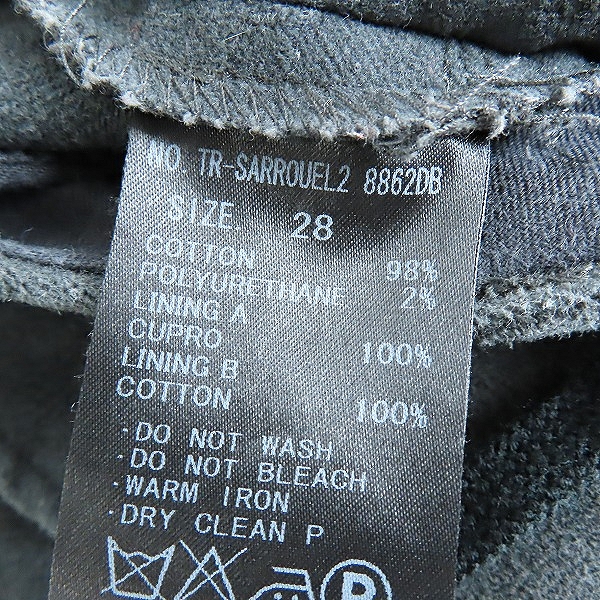 NO TR-SARROUEL2 8862DB
SIZE 28
COTTON 98%
POLYURETHANE 2%
LINING A
CUPRO 100%
LINING B
COTTON 100%
·DO NOT WASH
·DO NOT BLEACH
·WARM IRON
·DRY CLEAN P
P